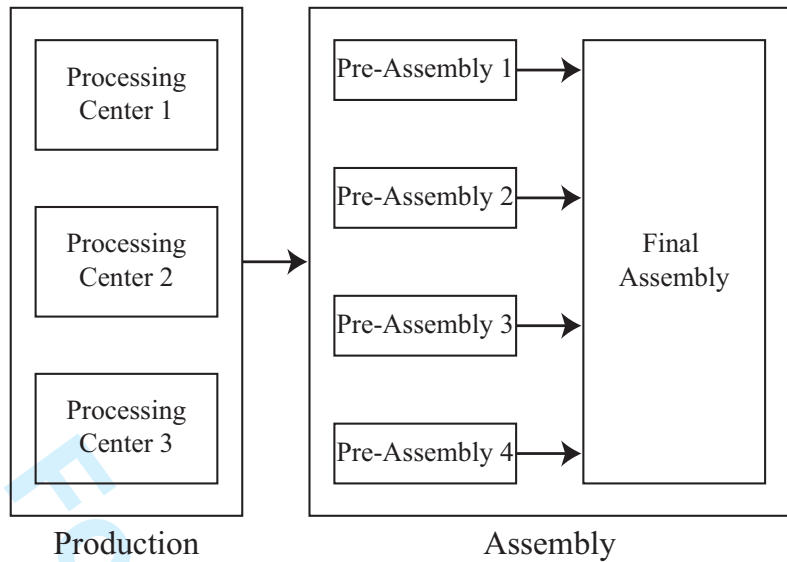 Processing
Center 1
Processing
Center 2
Processing
Center 3
Production
Pre-Assembly 1
Pre-Assembly 2
Pre-Assembly 3
Pre-Assembly 4
Final
Assembly
Assembly